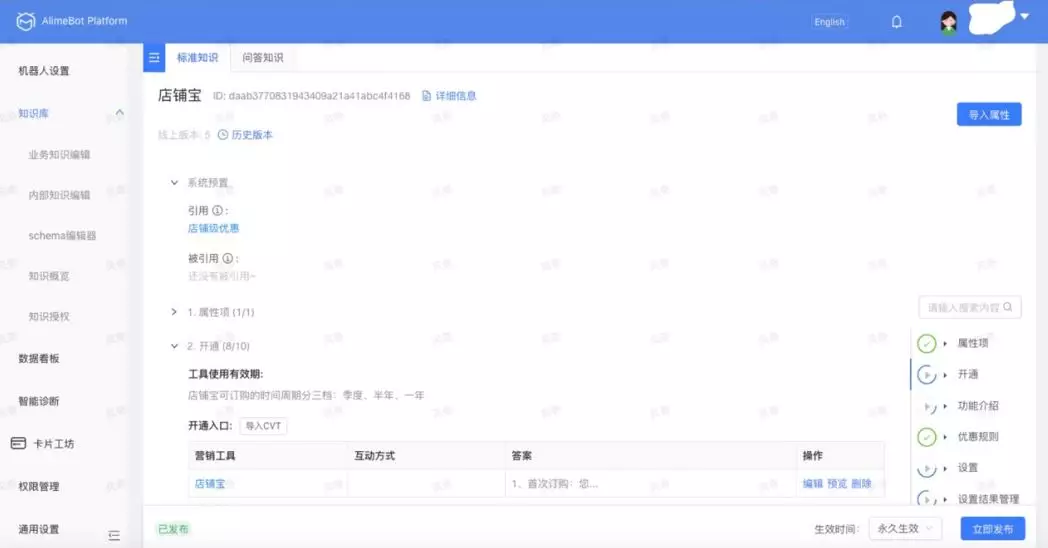 AlimeBot Platform
English
机器人设置
知识库
业务知识编辑
内部知识编辑
schema编辑器
知识概览
知识授权
数据看板
智能诊断
卡片工坊
权限管理
通用设置
标准知识 问答知识
店铺宝 ID: daab3770831943409a21a41abc4f4168 详细信息
导入属性
线上版本: 5 历史版本
系统预置
引用 :
店铺级优惠
被引用 :
还没有被引用~
1. 属性项 (1/1)
2. 开通 (8/10)
工具使用有效期:
店铺宝可订购的时间周期分三档：季度、半年、一年
开通入口: 导入CVT
营销工具 互动方式 答案 操作
店铺宝 1、首次订购：您... 编辑 预览 删除
请输入搜索内容
属性项
开通
功能介绍
优惠规则
设置
设置结果管理
已发布
生效时间: 永久生效 立即发布